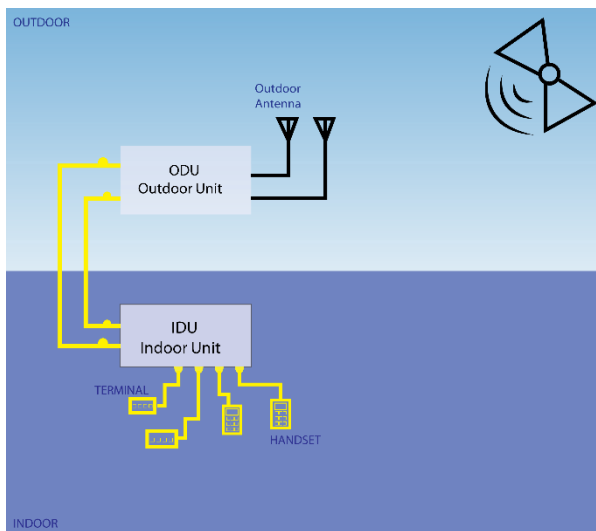 OUTDOOR
Outdoor
Antenna
ODU
Outdoor Unit
IDU
Indoor Unit
TERMINAL
HANDSET
INDOOR